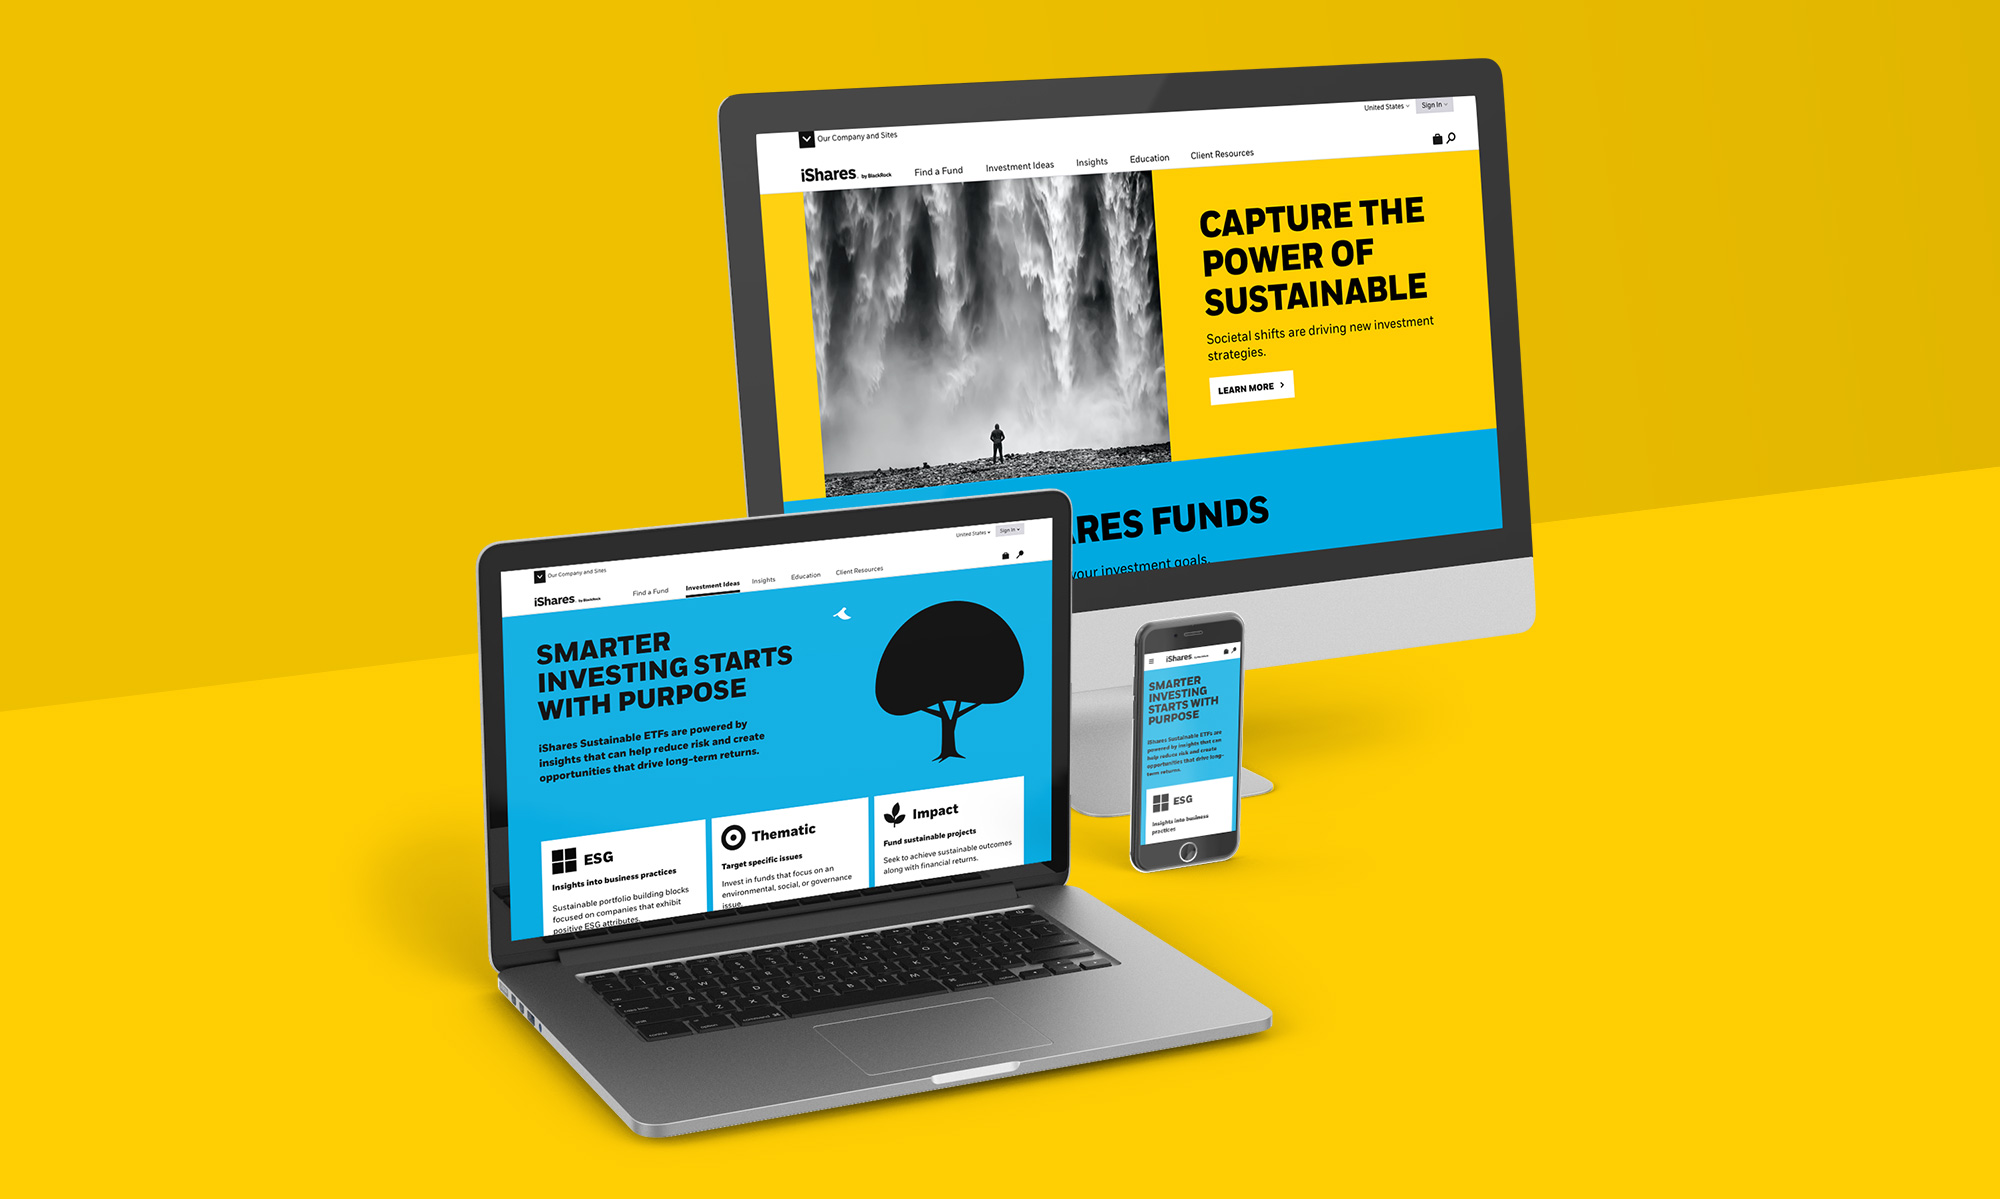 Our Company and Sites
United States
Sign In
iShares. by BlackRock
Find a Fund
Investment Ideas
Insights
Education
Client Resources
CAPTURE THE
POWER OF
SUSTAINABLE
Societal shifts are driving new investment
strategies.
LEARN MORE
ARES FUNDS
your investment goals.
Our Company and Sites
United States
Sign In
iShares. by BlackRock
Find a Fund
Investment Ideas
Insights
Education
Client Resources
SMARTER
INVESTING STARTS
WITH PURPOSE
iShares Sustainable ETFs are powered by
insights that can help reduce risk and create
opportunities that drive long-term returns.
ESG
Insights into business practices
Sustainable portfolio building blocks
focused on companies that exhibit
positive ESG attributes.
Thematic
Target specific issues
Invest in funds that focus on an
environmental, social, or governance
issue.
Impact
Fund sustainable projects
Seek to achieve sustainable outcomes
along with financial returns.
iShares
SMARTER
INVESTING
STARTS WITH
PURPOSE
iShares Sustainable ETFs are
powered by insights that can
help reduce risk and create
opportunities that drive long-
term returns.
ESG
Insights into business
practices